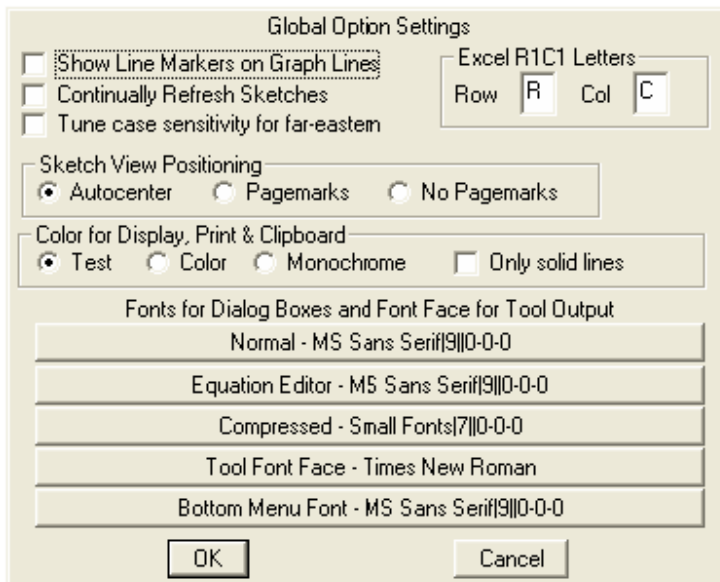 Global Option Settings
Show Line Markers on Graph Lines
Continually Refresh Sketches
Tune case sensitivity for far-eastern
Excel R1C1 Letters
Row R Col C
Sketch View Positioning
Autocenter Pagemarks No Pagemarks
Color for Display, Print & Clipboard
Test Color Monochrome Only solid lines
Fonts for Dialog Boxes and Font Face for Tool Output
Normal - MS Sans Serif|9||0-0-0
Equation Editor - MS Sans Serif|9||0-0-0
Compressed - Small Fonts|7||0-0-0
Tool Font Face - Times New Roman
Bottom Menu Font - MS Sans Serif|9||0-0-0
OK Cancel